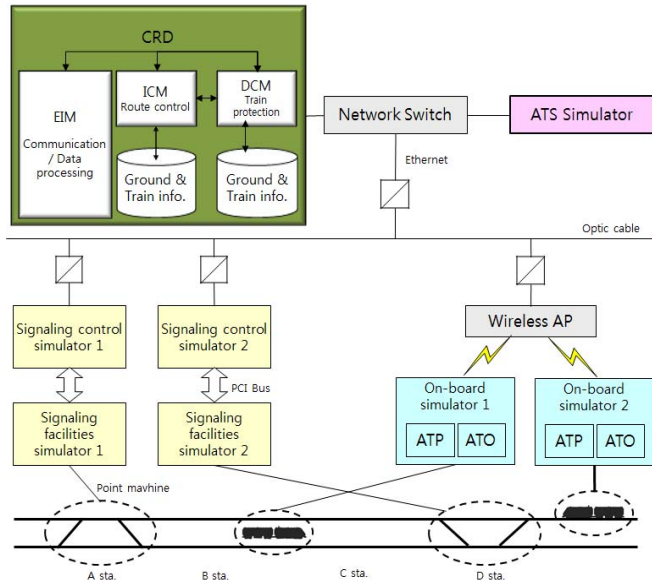 CRD
EIM
Communication
/ Data
processing
ICM
Route control
DCM
Train
protection
Ground &
Train info.
Ground &
Train info.
Network Switch
ATS Simulator
Ethernet
Optic cable
Signaling control
simulator 1
Signaling control
simulator 2
Wireless AP
PCI Bus
Signaling
facilities
simulator 1
Signaling
facilities
simulator 2
On-board
simulator 1
ATP
ATO
On-board
simulator 2
ATP
ATO
Point mavhine
A sta.
B sta.
C sta.
D sta.